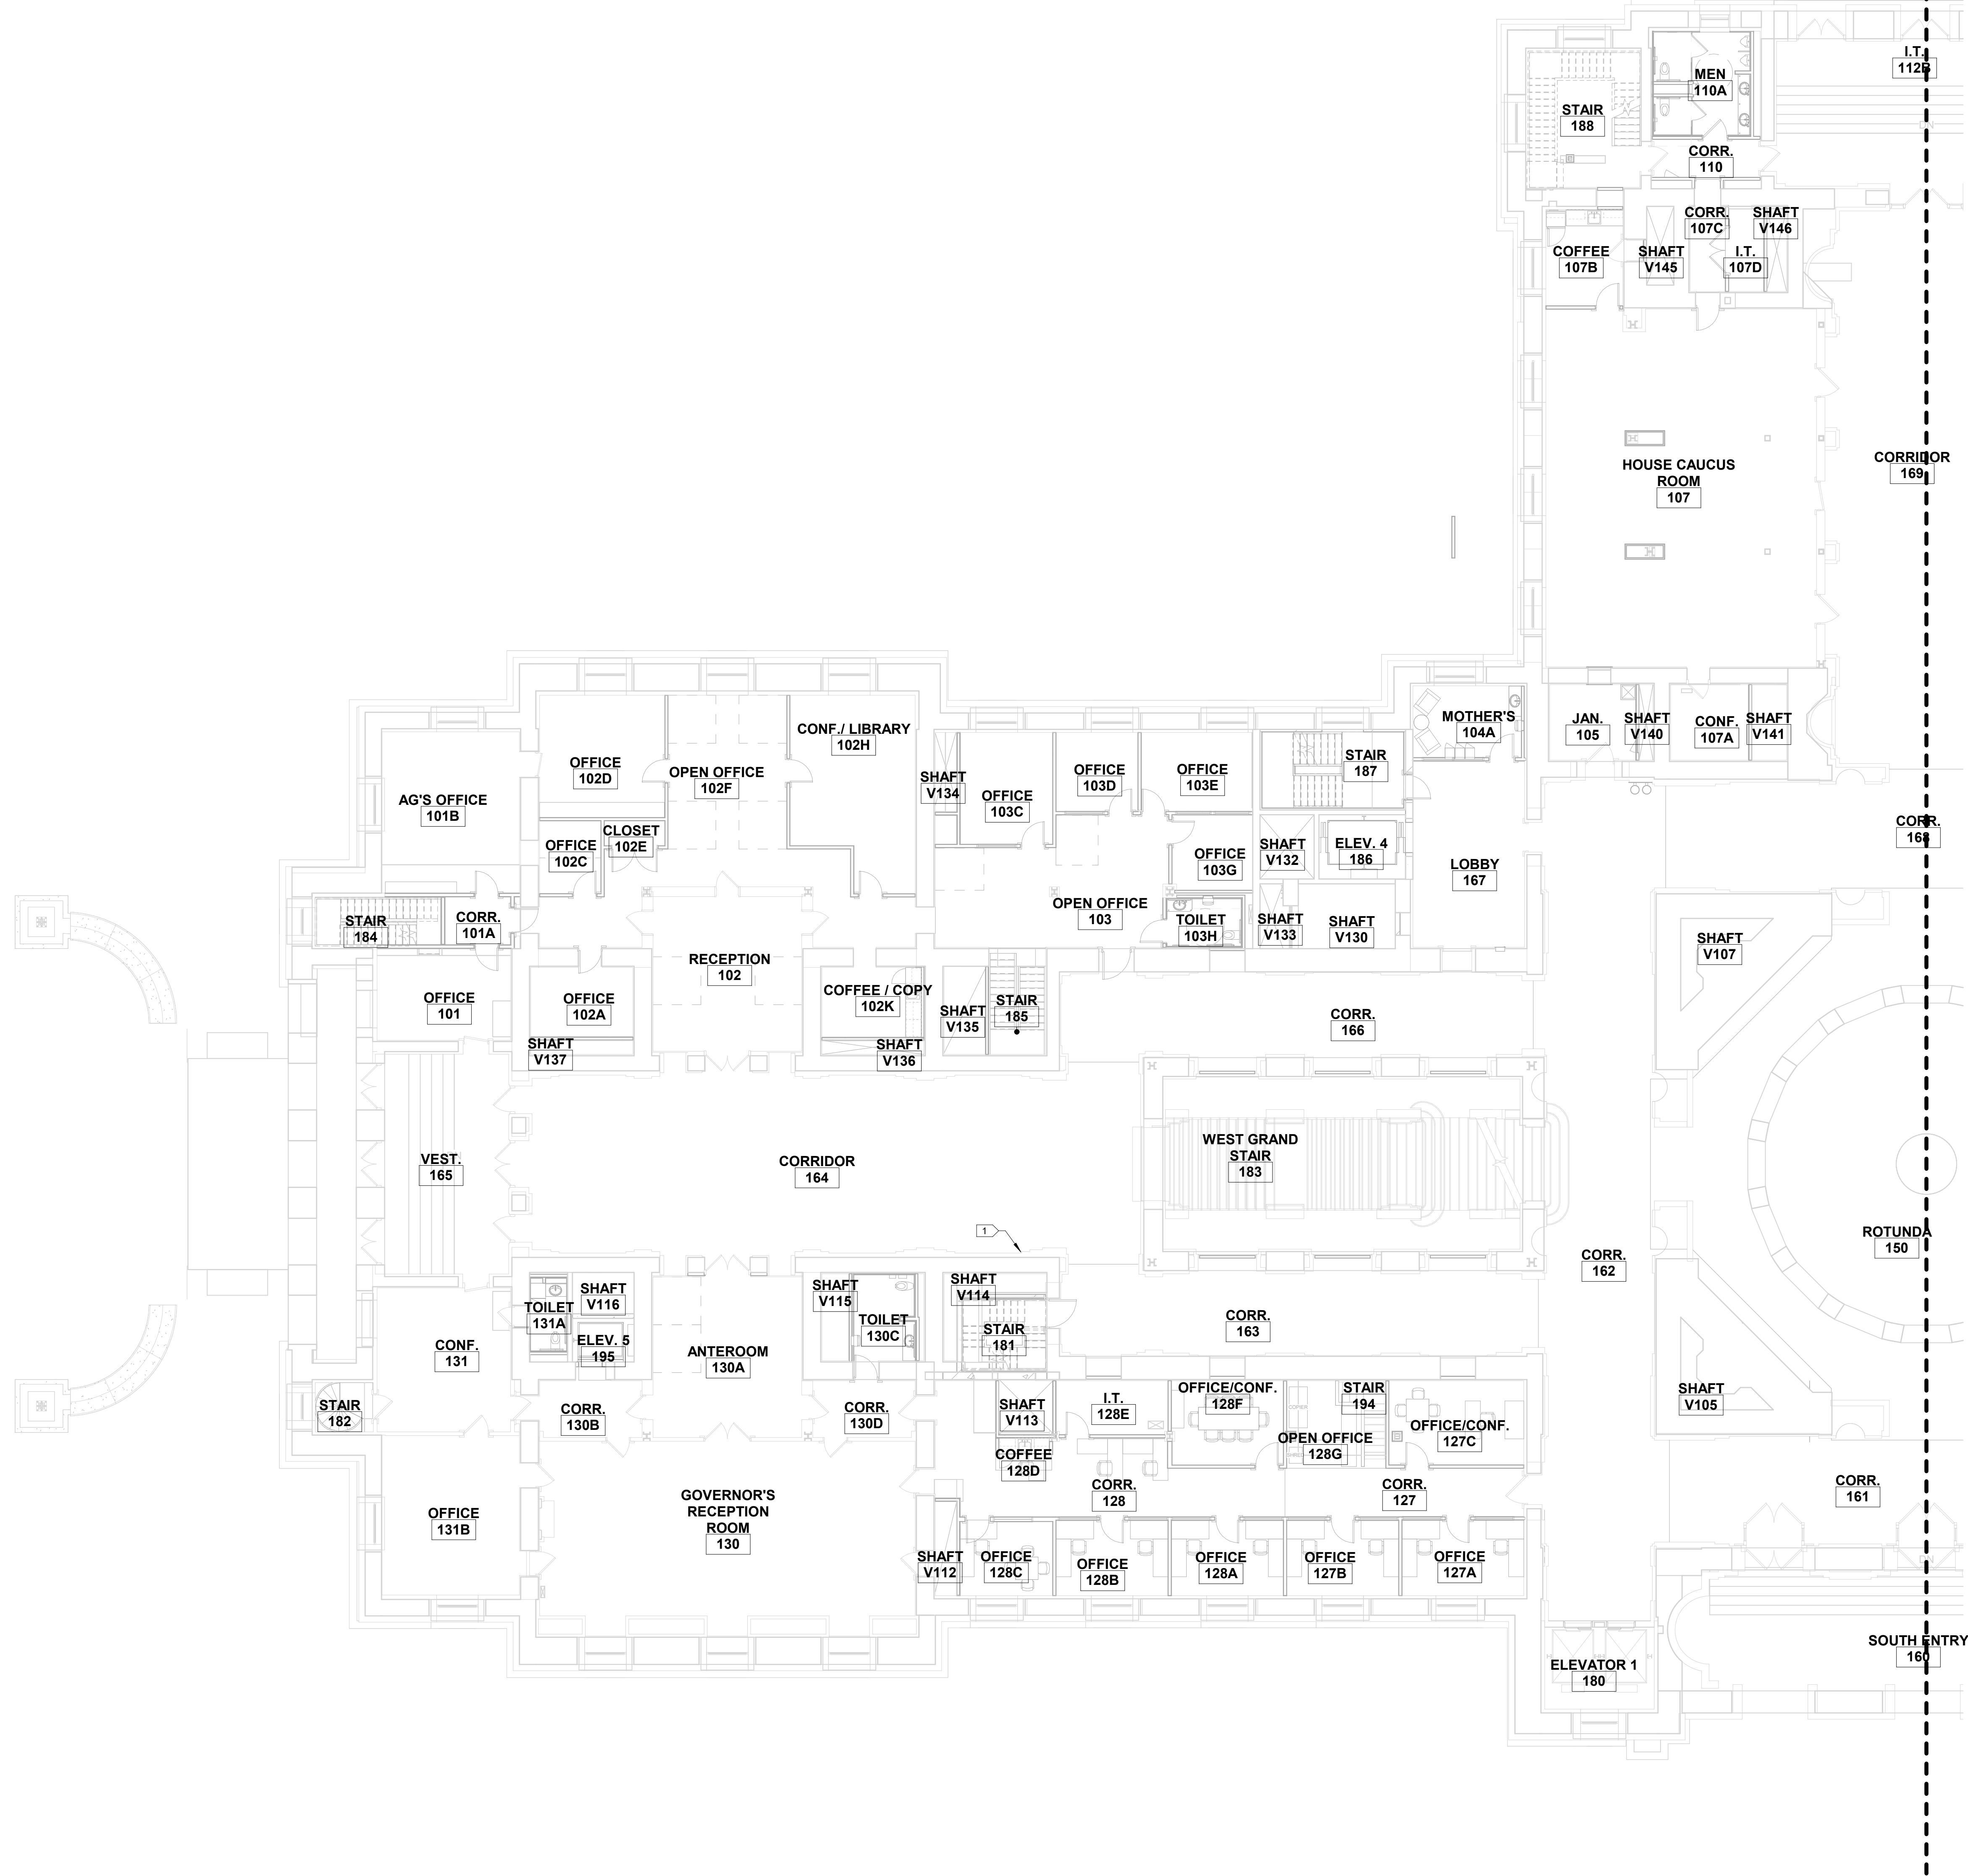 I.T.
112B
MEN
110A
STAIR
188
CORR.
110
CORR.
107C
SHAFT
V146
COFFEE
107B
SHAFT
V145
I.T.
107D
HOUSE CAUCUS
ROOM
107
CORRIDOR
169
MOTHER'S
104A
JAN.
105
SHAFT
V140
CONF.
107A
SHAFT
V141
CONF./ LIBRARY
102H
OFFICE
102D
OPEN OFFICE
102F
SHAFT
V134
OFFICE
103C
OFFICE
103D
OFFICE
103E
STAIR
187
AG'S OFFICE
101B
CORR.
168
OFFICE
102C
CLOSET
102E
SHAFT
V132
ELEV. 4
186
OFFICE
103G
LOBBY
167
STAIR
184
CORR.
101A
OPEN OFFICE
103
TOILET
103H
SHAFT
V133
SHAFT
V130
SHAFT
V107
RECEPTION
102
OFFICE
101
OFFICE
102A
COFFEE / COPY
102K
SHAFT
V135
STAIR
185
CORR.
166
SHAFT
V137
SHAFT
V136
VEST.
165
CORRIDOR
164
WEST GRAND
STAIR
183
1
ROTUNDA
150
CORR.
162
TOILET
131A
SHAFT
V116
SHAFT
V115
SHAFT
V114
ELEV. 5
195
TOILET
130C
STAIR
181
CORR.
163
CONF.
131
ANTEROOM
130A
STAIR
182
CORR.
130B
CORR.
130D
SHAFT
V113
I.T.
128E
OFFICE/CONF.
128F
STAIR
194
OFFICE/CONF.
127C
SHAFT
V105
COPIER
OPEN OFFICE
128G
COFFEE
128D
CORR.
128
CORR.
127
CORR.
161
GOVERNOR'S
RECEPTION
ROOM
130
OFFICE
131B
SHAFT
V112
OFFICE
128C
OFFICE
128B
OFFICE
128A
OFFICE
127B
OFFICE
127A
SOUTH ENTRY
160
ELEVATOR 1
180